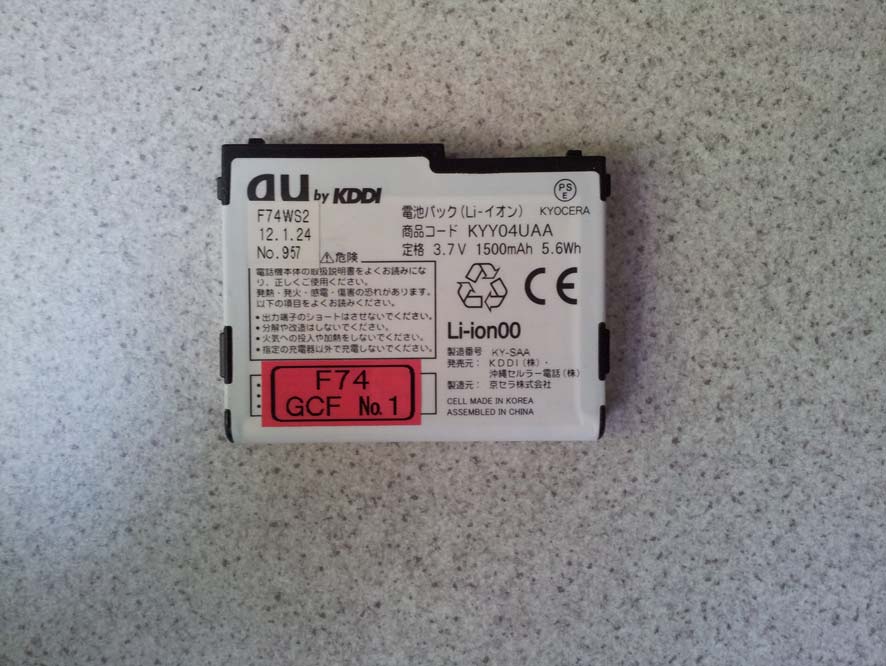 au by KDDI
F74WS2
12.1.24
No.957
PS
E
電池パック(Li-イオン) KYOCERA
商品コード KYY04UAA
定格 3.7V 1500mAh 5.6Wh
⚠危険
電話機本体の取扱説明書をよくお読みにな
り、正しくご使用ください。
発熱・発火・感電・傷害の恐れがあります。
以下の項目をよくお読みください。
•出力端子のショートはさせないでください。
•分解や改造はしないでください。
•火気への投入や加熱をしないでください。
•指定の充電器以外で充電しないでください。
CE
Li-ion00
製造番号 KY-SAA
発売元: KDDI(株)・
沖縄セルラー電話(株)
製造元: 京セラ株式会社
CELL MADE IN KOREA
ASSEMBLED IN CHINA
F74
GCF No.1